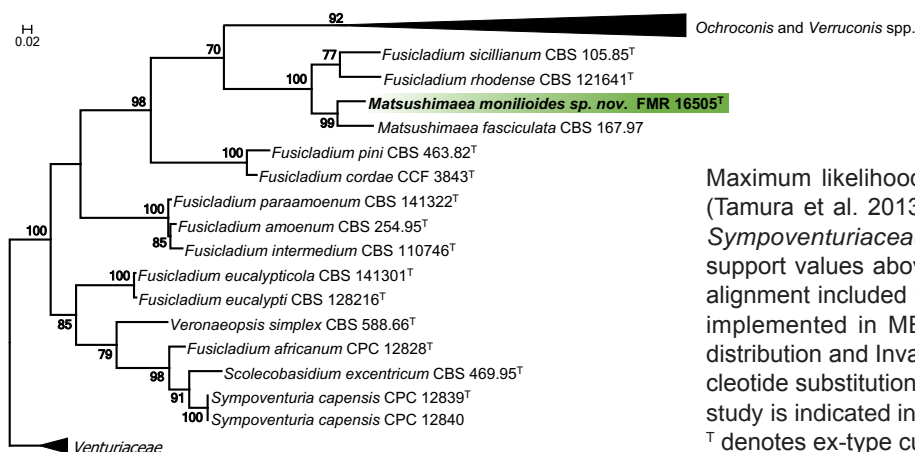 92
Ochroconis and Verruconis spp.
0.02
70
77
Fusicladium sicillianum CBS 105.85ᵀ
100
Fusicladium rhodense CBS 121641ᵀ
Matsushimaea monilioides sp. nov. FMR 16505ᵀ
98
99
Matsushimaea fasciculata CBS 167.97
100
Fusicladium pini CBS 463.82ᵀ
Fusicladium cordae CCF 3843ᵀ
Fusicladium paraamoenum CBS 141322ᵀ
100
Fusicladium amoenum CBS 254.95ᵀ
100
85
Fusicladium intermedium CBS 110746ᵀ
100
Fusicladium eucalypticola CBS 141301ᵀ
Fusicladium eucalypti CBS 128216ᵀ
85
Veronaeopsis simplex CBS 588.66ᵀ
79
Fusicladium africanum CPC 12828ᵀ
98
Scolecobasidium excentricum CBS 469.95ᵀ
91
Sympoventuria capensis CPC 12839ᵀ
100
Sympoventuria capensis CPC 12840
Venturiaceae
Maximum likelihood
(Tamura et al. 2013
Sympoventuriaceae
support values abov
alignment included
implemented in ME
distribution and Inva
cleotide substitution
study is indicated in
ᵀ denotes ex-type cu